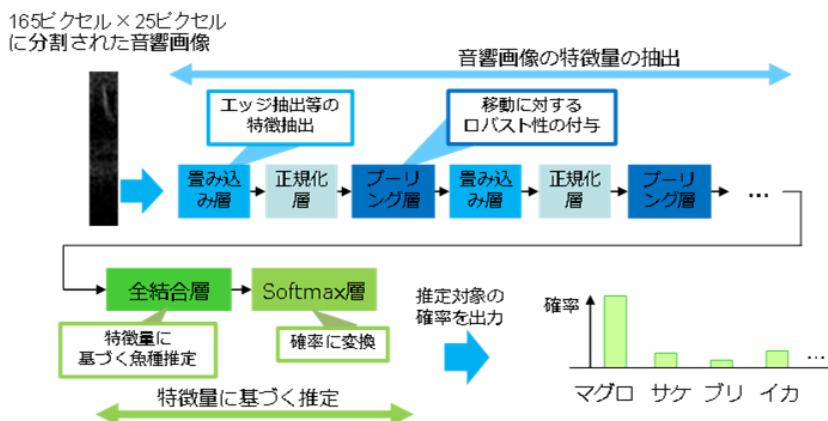 165ピクセル×25ピクセル
に分割された音響画像
音響画像の特徴量の抽出
エッジ抽出等の
特徴抽出
移動に対する
ロバスト性の付与
畳み込
み層
正規化
層
プーリ
ング層
畳み込
み層
正規化
層
プーリ
ング層
…
全結合層
Softmax層
特徴量に
基づく魚種推定
確率に変換
特徴量に基づく推定
推定対象の
確率を出力
確率
…
マグロ サケ ブリ イカ